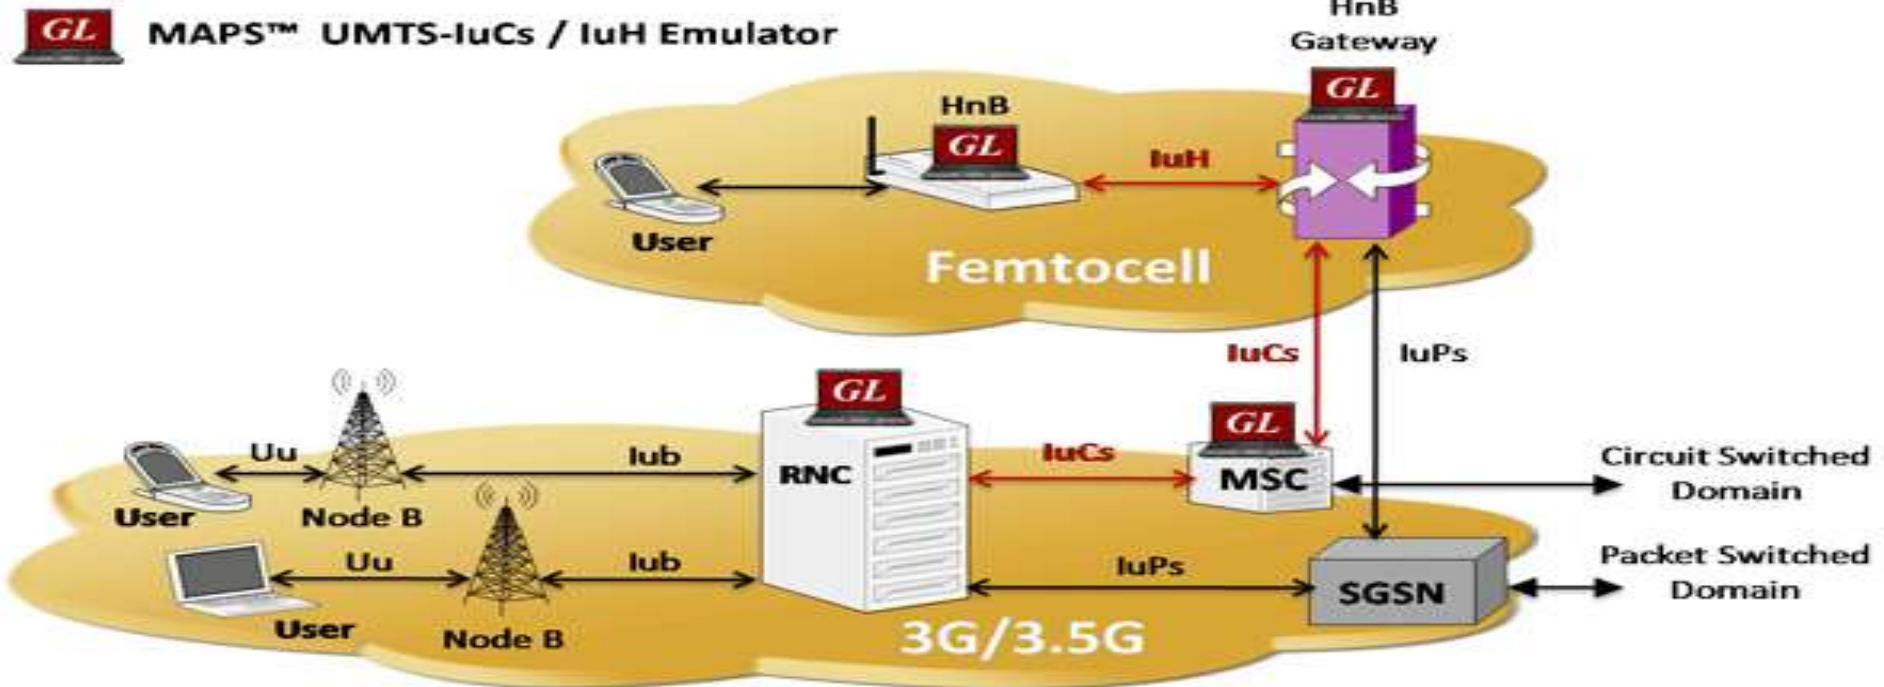 GL MAPS™ UMTS-IuCs / IuH Emulator
HnB
Gateway
GL
HnB
GL
IuH
User
Femtocell
IuCs
IuPs
GL
GL
Uu
Iub
RNC
IuCs
MSC
Circuit Switched
Domain
User
Node B
Uu
Iub
IuPs
SGSN
Packet Switched
Domain
User
Node B
3G/3.5G